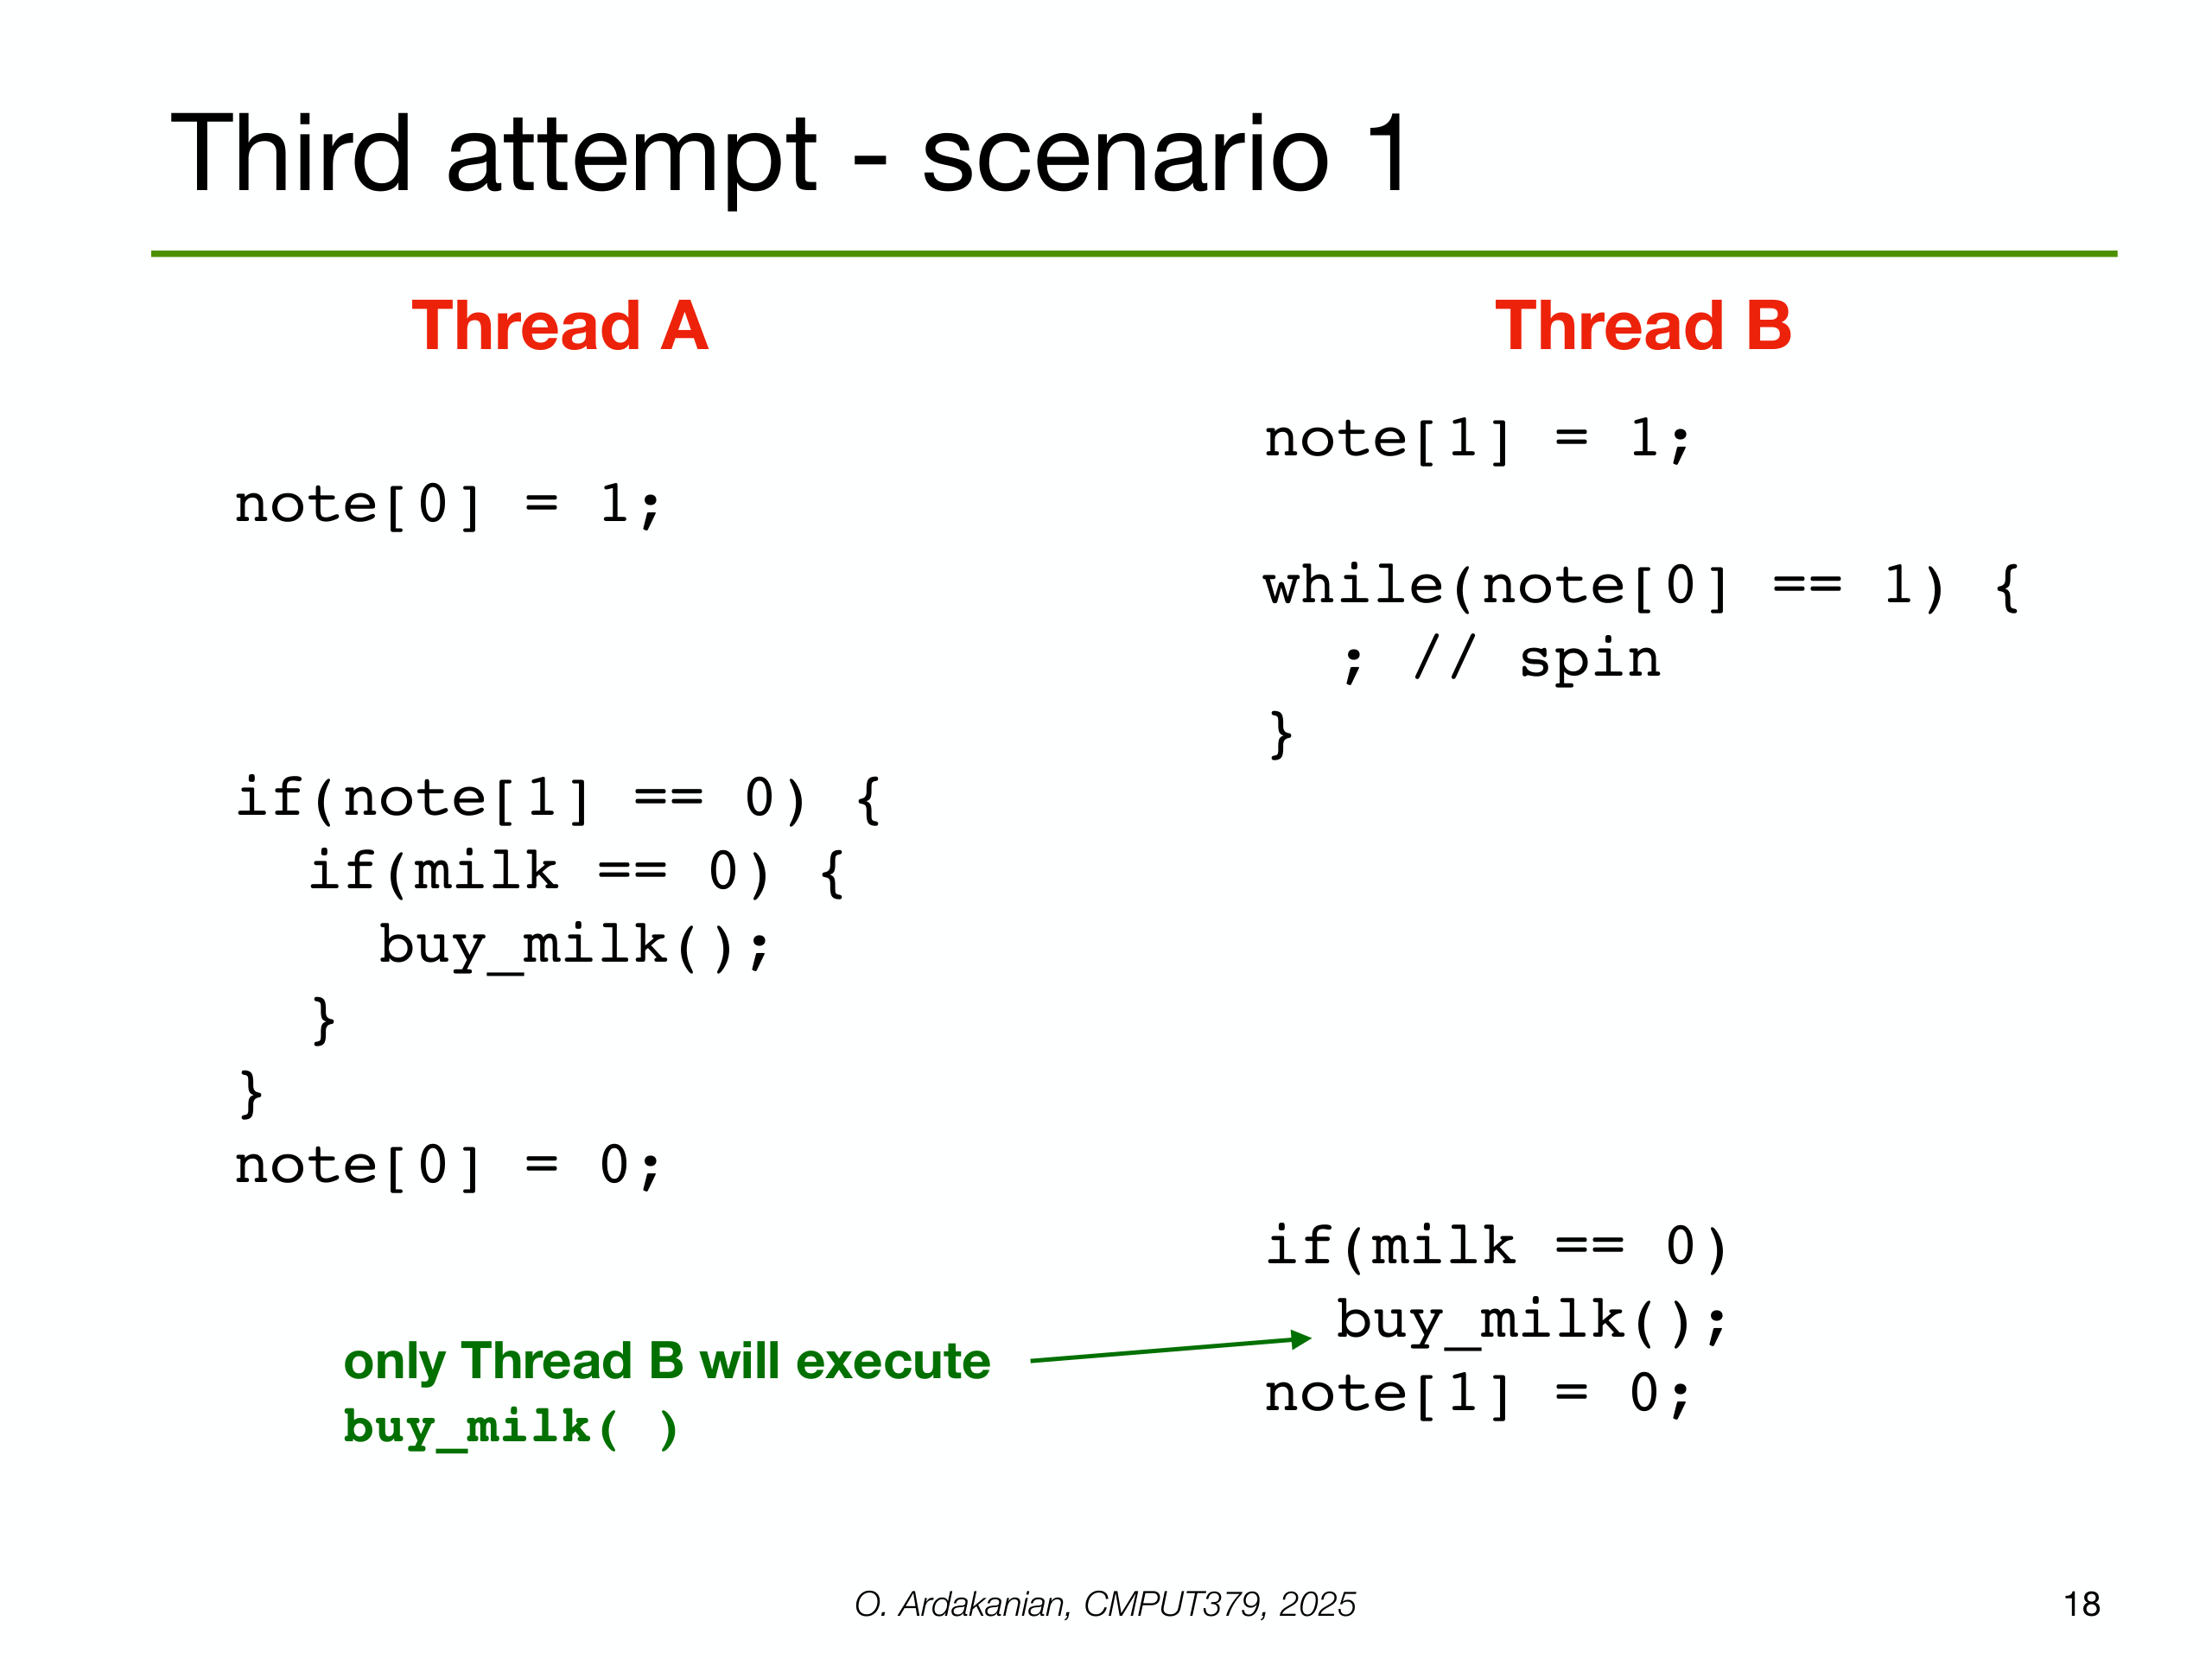 Third attempt - scenario 1
Thread A
note[0] = 1;
if(note[1] == 0) {
  if(milk == 0) {
    buy_milk();
  }
}
note[0] = 0;
only Thread B will execute
buy_milk( )
Thread B
note[1] = 1;
while(note[0] == 1) {
  ; // spin
}
if(milk == 0)
  buy_milk();
note[1] = 0;
O. Ardakanian, CMPUT379, 2025
18